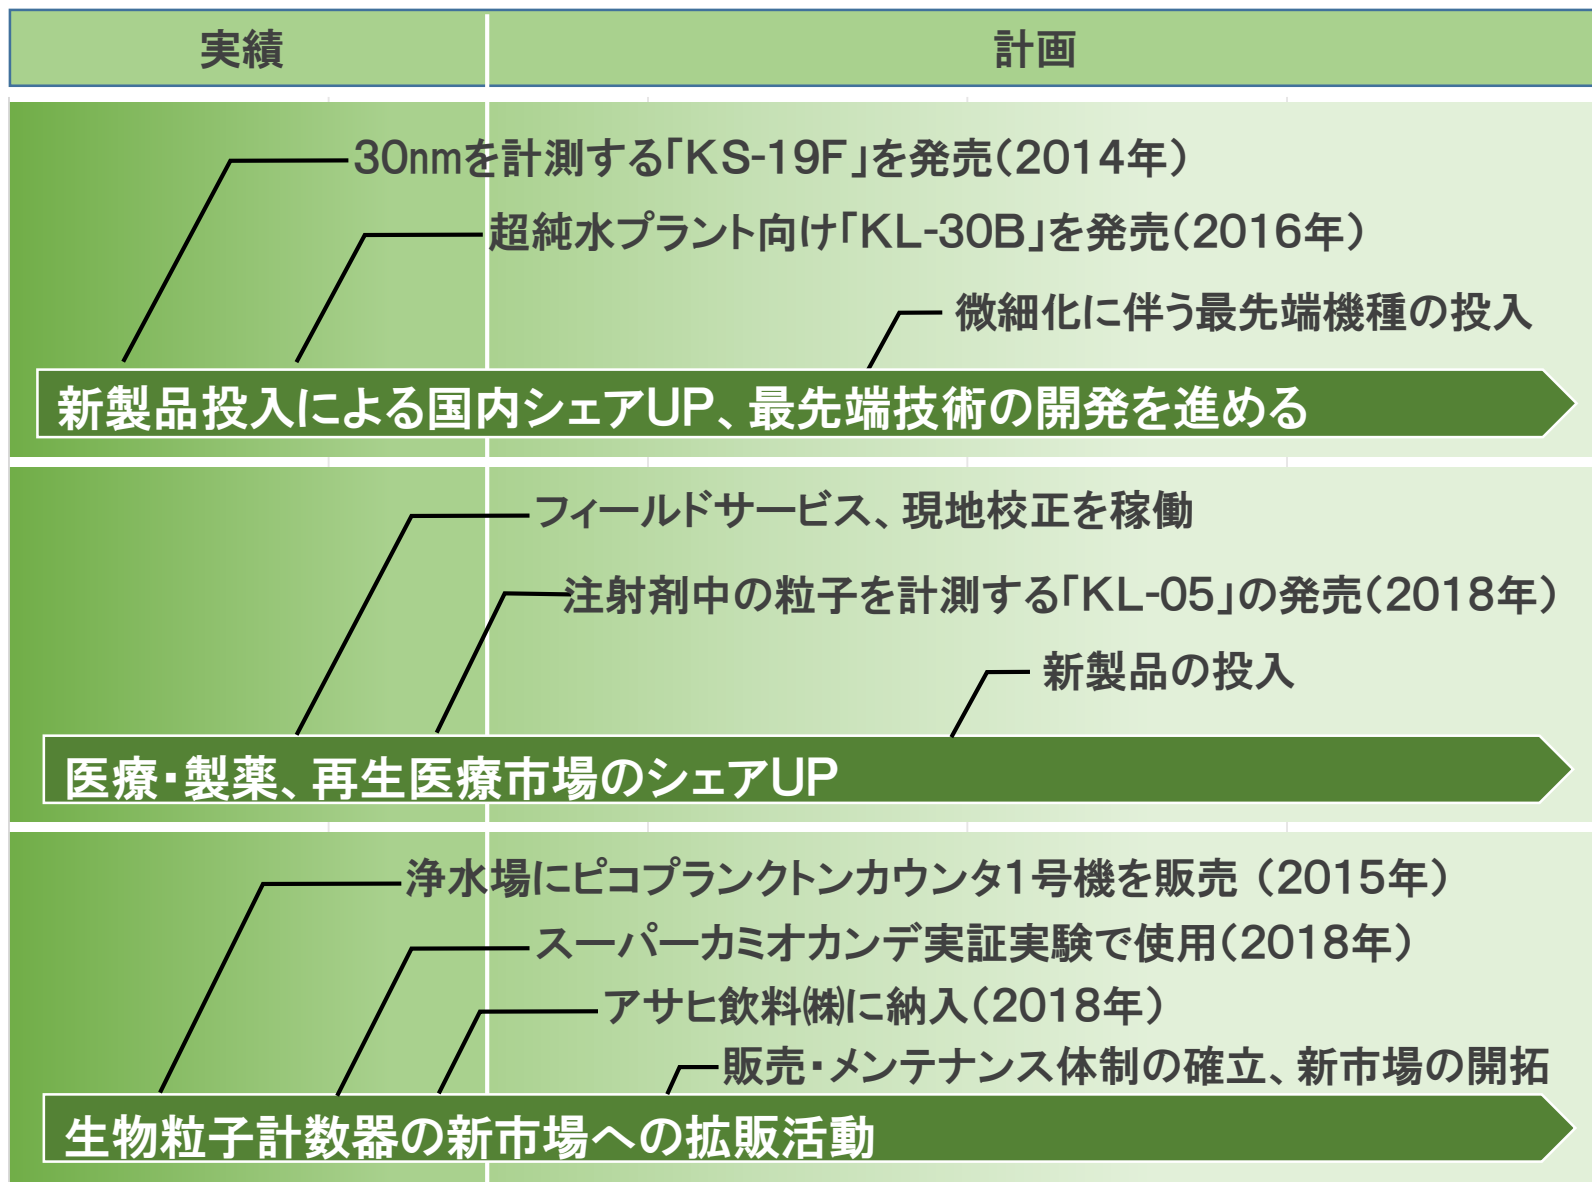 実績
計画
30nmを計測する「KS-19F」を発売(2014年)
超純水プラント向け「KL-30B」を発売(2016年)
微細化に伴う最先端機種の投入
新製品投入による国内シェアUP、最先端技術の開発を進める
フィールドサービス、現地校正を稼働
注射剤中の粒子を計測する「KL-05」の発売(2018年)
新製品の投入
医療・製薬、再生医療市場のシェアUP
浄水場にピコプランクトンカウンタ1号機を販売(2015年)
スーパーカミオカンデ実証実験で使用(2018年)
アサヒ飲料㈱に納入(2018年)
販売・メンテナンス体制の確立、新市場の開拓
生物粒子計数器の新市場への拡販活動